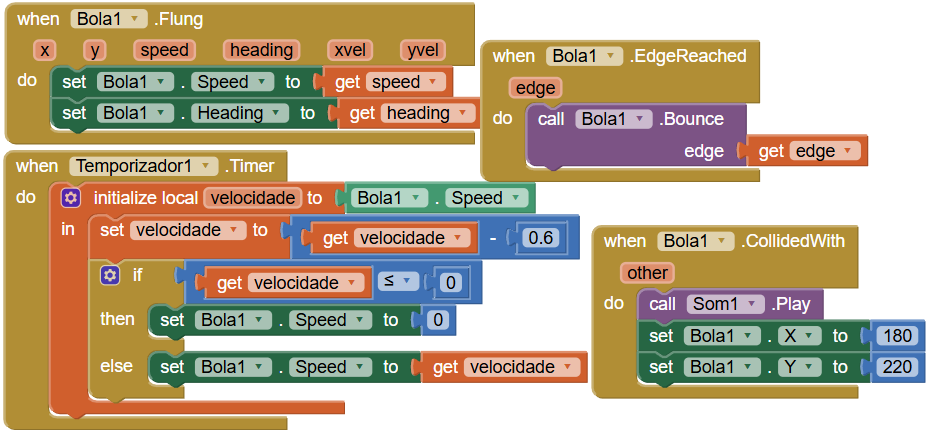 when Bola1 .Flung
x y speed heading xvel yvel
do set Bola1 . Speed to get speed
set Bola1 . Heading to get heading
when Bola1 .EdgeReached
edge
do call Bola1 .Bounce
edge get edge
when Temporizador1 .Timer
do initialize local velocidade to Bola1 . Speed
in set velocidade to get velocidade - 0.6
if get velocidade ≤ 0
then set Bola1 . Speed to 0
else set Bola1 . Speed to get velocidade
when Bola1 .CollidedWith
other
do call Som1 .Play
set Bola1 . X to 180
set Bola1 . Y to 220